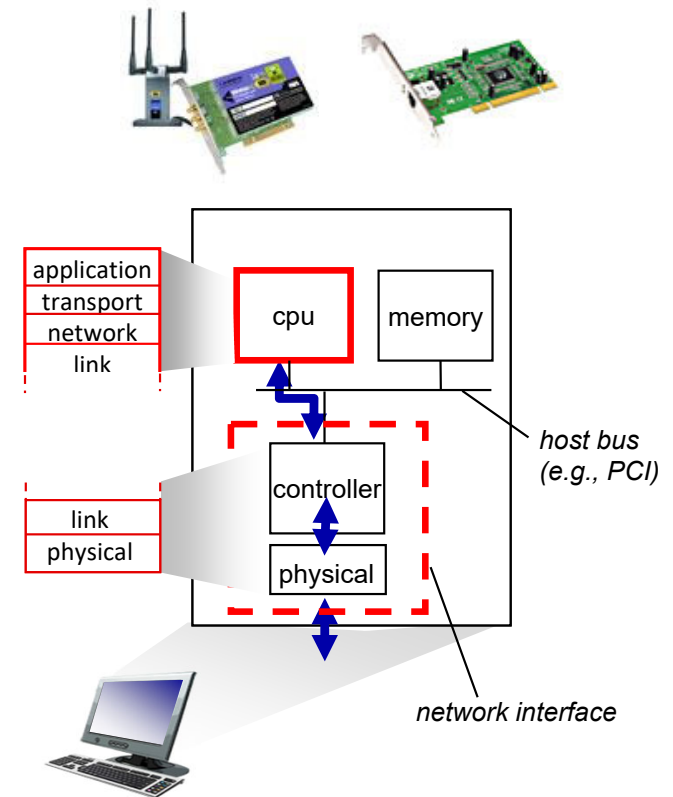 application
transport
network
link
cpu
memory
host bus
(e.g., PCI)
controller
link
physical
physical
network interface